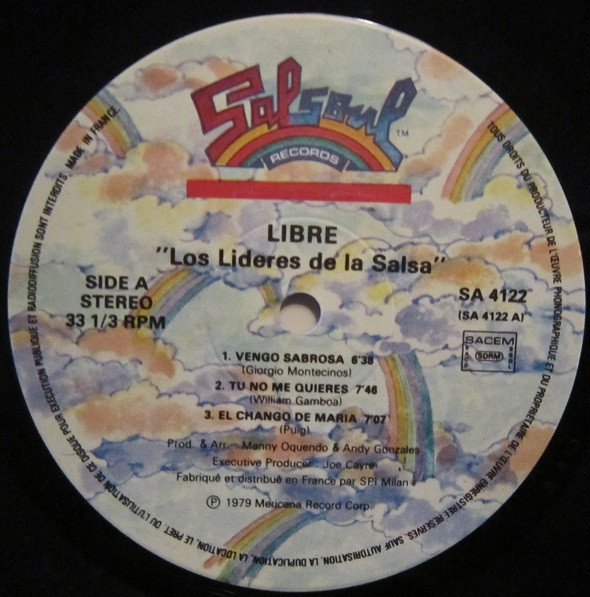 Salsoul
TM
RECORDS
LIBRE
"Los Lideres de la Salsa"
SIDE A
STEREO
33 1/3 RPM
SA 4122
(SA 4122 A)
SACEM
SDRM
1. VENGO SABROSA 6'38
(Giorgio Montecinos)
2. TU NO ME QUIERES 7'46
(William Gamboa)
3. EL CHANGO DE MARIA 7'07
(Puig)
Prod. & Arr. - Manny Oquendo & Andy Gonzales
Executive Producer : Joe Cayre
Fabriqué et distribué en France par SPI Milan
℗ 1979 Mericana Record Corp.
TOUS DROITS DU PRODUCTEUR DE L'ŒUVRE PHONOGRAPHIQUE ET DU PROPRIETAIRE DE L'ŒUVRE ENREGISTREE RESERVES. SAUF AUTORISATION, LA DUPLICATION, LA LOCATION, LE PRET, OU L'UTILISATION DE CE DISQUE POUR EXECUTION PUBLIQUE ET RADIODIFFUSION SONT INTERDITS. MADE IN FRANCE